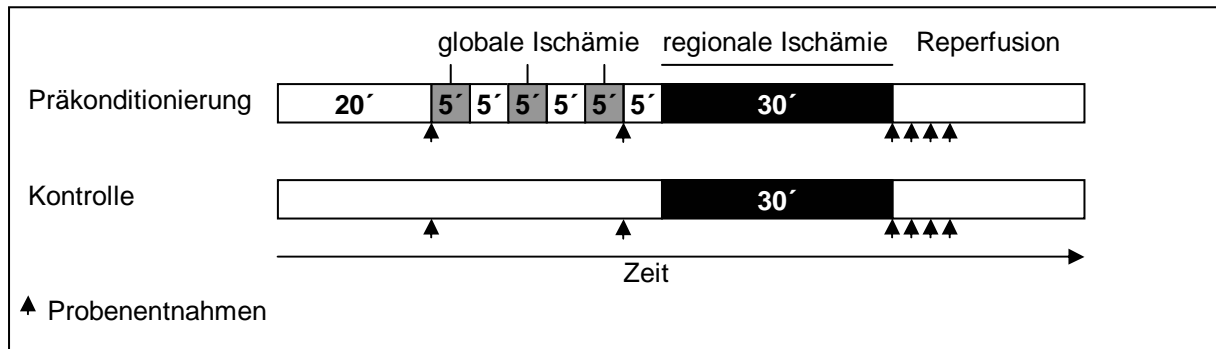 globale Ischämie regionale Ischämie Reperfusion
Präkonditionierung 20´ 5´ 5´ 5´ 5´ 5´ 5´ 30´
Kontrolle 30´
Zeit
Probenentnahmen